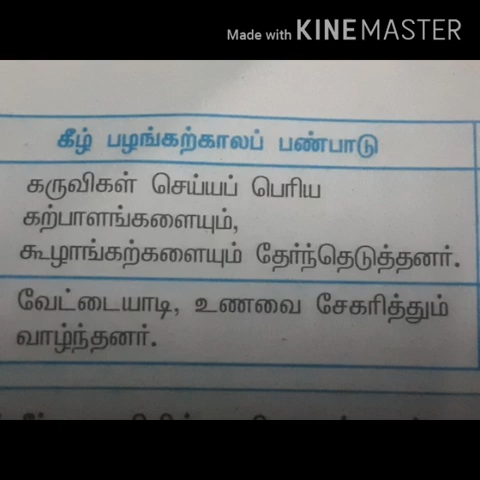 Made with KINEMASTER
கீழ் பழங்கற்காலப் பண்பாடு
கருவிகள் செய்யப் பெரிய
கற்பாளங்களையும்,
கூழாங்கற்களையும் தேர்ந்தெடுத்தனர்.
வேட்டையாடி, உணவை சேகரித்தும்
வாழ்ந்தனர்.